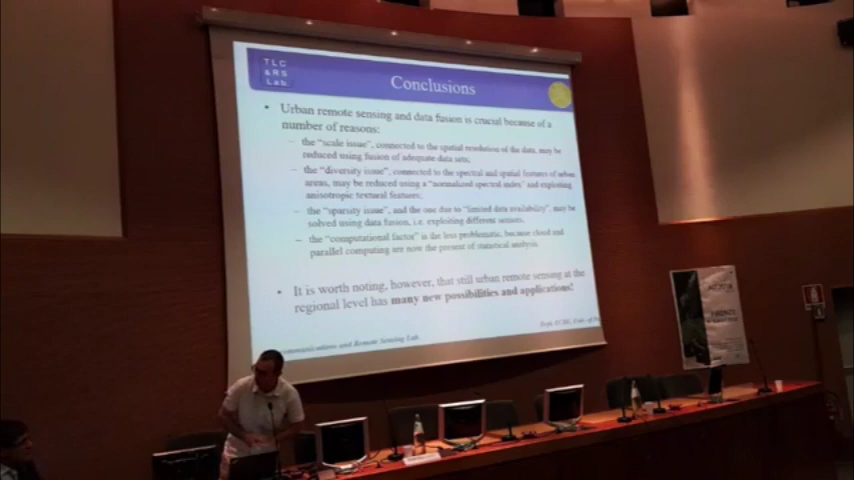 TLC
&RS
Lab.
Conclusions
• Urban remote sensing and data fusion is crucial because of a
number of reasons:
– the "scale issue", connected to the spatial resolution of the data, may be
reduced using fusion of adequate data sets;
– the "diversity issue", connected to the spectral and spatial features of urban
areas, may be reduced using a "normalized spectral index" and exploiting
anisotropic textural features;
– the "sparsity issue", and the one due to "limited data availability", may be
solved using data fusion, i.e. exploiting different sensors.
– the "computational factor" is the less problematic, because cloud and
parallel computing are now the present of statistical analysis.
• It is worth noting, however, that still urban remote sensing at the
regional level has many new possibilities and applications!
communications and Remote Sensing Lab.